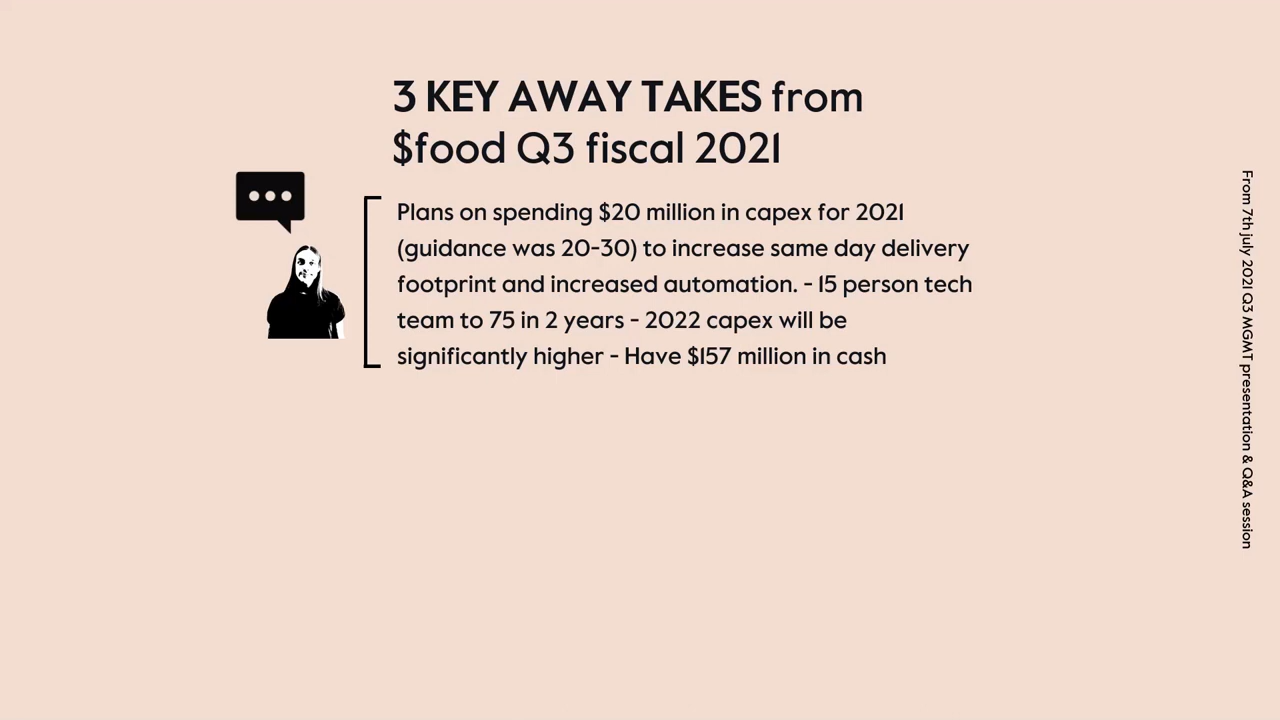 3 KEY AWAY TAKES from
$food Q3 fiscal 2021
Plans on spending $20 million in capex for 2021
(guidance was 20-30) to increase same day delivery
footprint and increased automation. - 15 person tech
team to 75 in 2 years - 2022 capex will be
significantly higher - Have $157 million in cash
From 7th july 2021 Q3 MGMT presentation & Q&A session